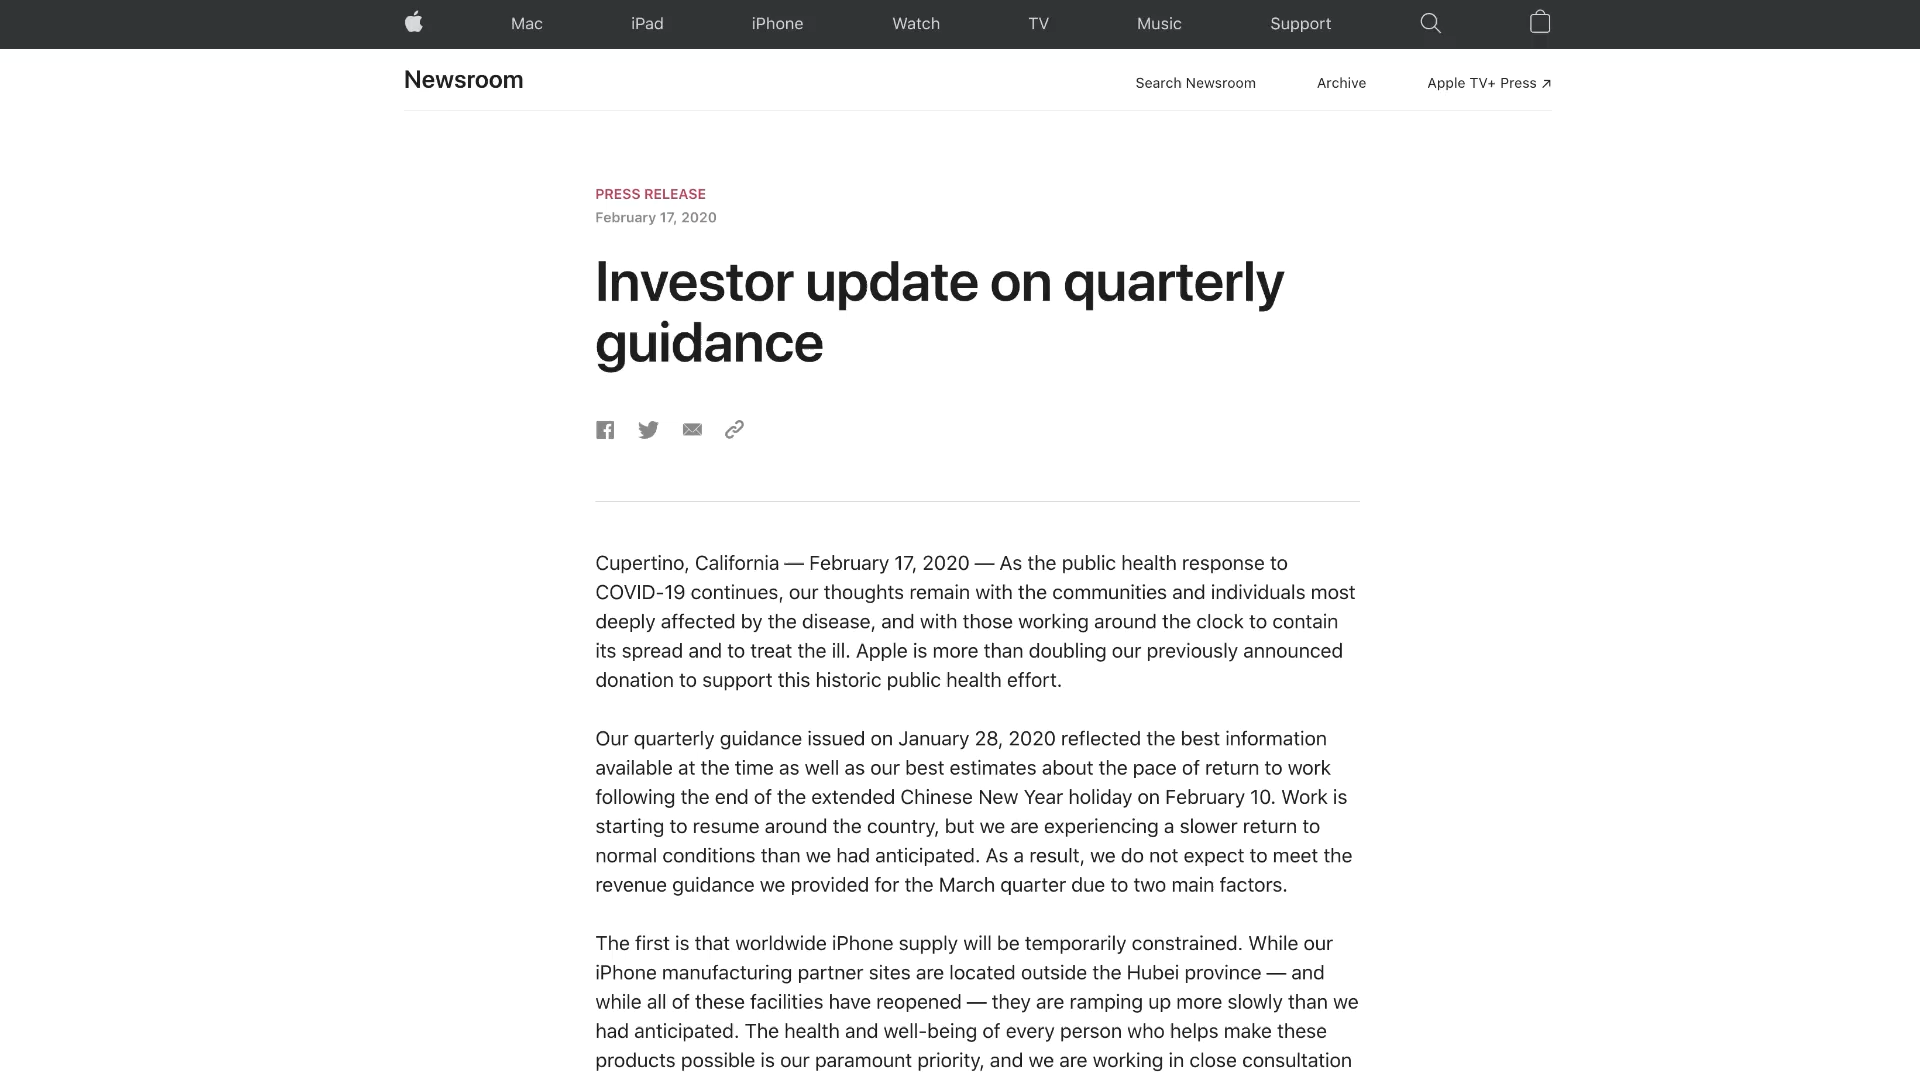 Mac iPad iPhone Watch TV Music Support
Newsroom Search Newsroom Archive Apple TV+ Press ↗
PRESS RELEASE
February 17, 2020
Investor update on quarterly
guidance
Cupertino, California — February 17, 2020 — As the public health response to
COVID-19 continues, our thoughts remain with the communities and individuals most
deeply affected by the disease, and with those working around the clock to contain
its spread and to treat the ill. Apple is more than doubling our previously announced
donation to support this historic public health effort.
Our quarterly guidance issued on January 28, 2020 reflected the best information
available at the time as well as our best estimates about the pace of return to work
following the end of the extended Chinese New Year holiday on February 10. Work is
starting to resume around the country, but we are experiencing a slower return to
normal conditions than we had anticipated. As a result, we do not expect to meet the
revenue guidance we provided for the March quarter due to two main factors.
The first is that worldwide iPhone supply will be temporarily constrained. While our
iPhone manufacturing partner sites are located outside the Hubei province — and
while all of these facilities have reopened — they are ramping up more slowly than we
had anticipated. The health and well-being of every person who helps make these
products possible is our paramount priority, and we are working in close consultation